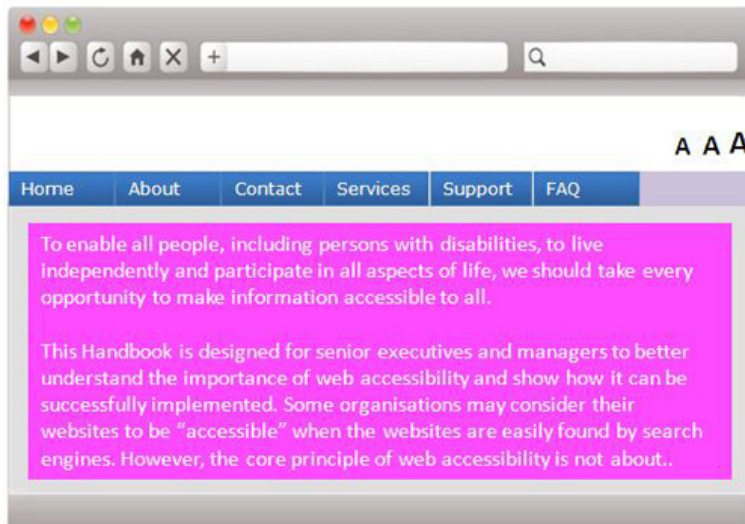 A A A
Home About Contact Services Support FAQ
To enable all people, including persons with disabilities, to live
independently and participate in all aspects of life, we should take every
opportunity to make information accessible to all.
This Handbook is designed for senior executives and managers to better
understand the importance of web accessibility and show how it can be
successfully implemented. Some organisations may consider their
websites to be “accessible” when the websites are easily found by search
engines. However, the core principle of web accessibility is not about..